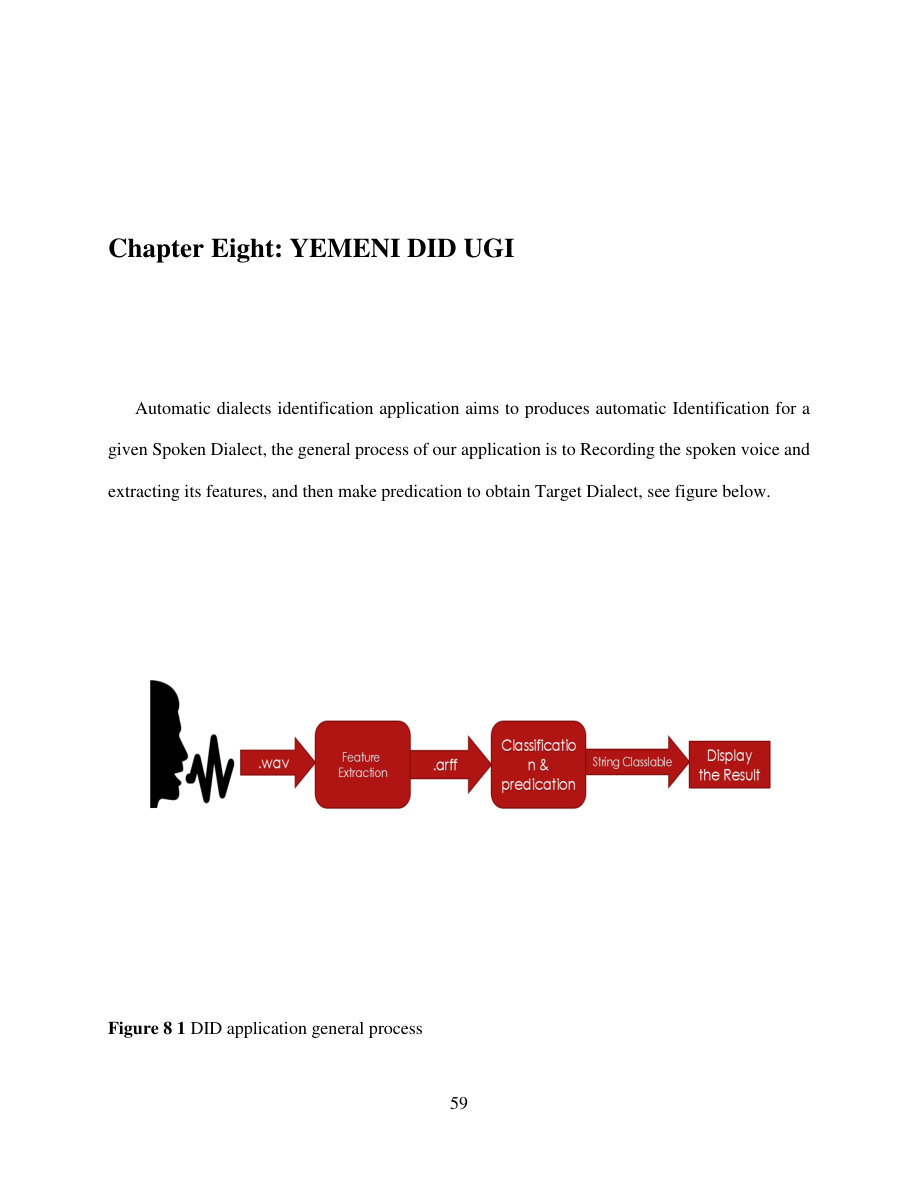 Chapter Eight: YEMENI DID UGI
Automatic dialects identification application aims to produces automatic Identification for a
given Spoken Dialect, the general process of our application is to Recording the spoken voice and
extracting its features, and then make predication to obtain Target Dialect, see figure below.
.wav
Feature
Extraction
.arff
Classificatio
n &
predication
String Classlable
Display
the Result
Figure 8 1 DID application general process
59